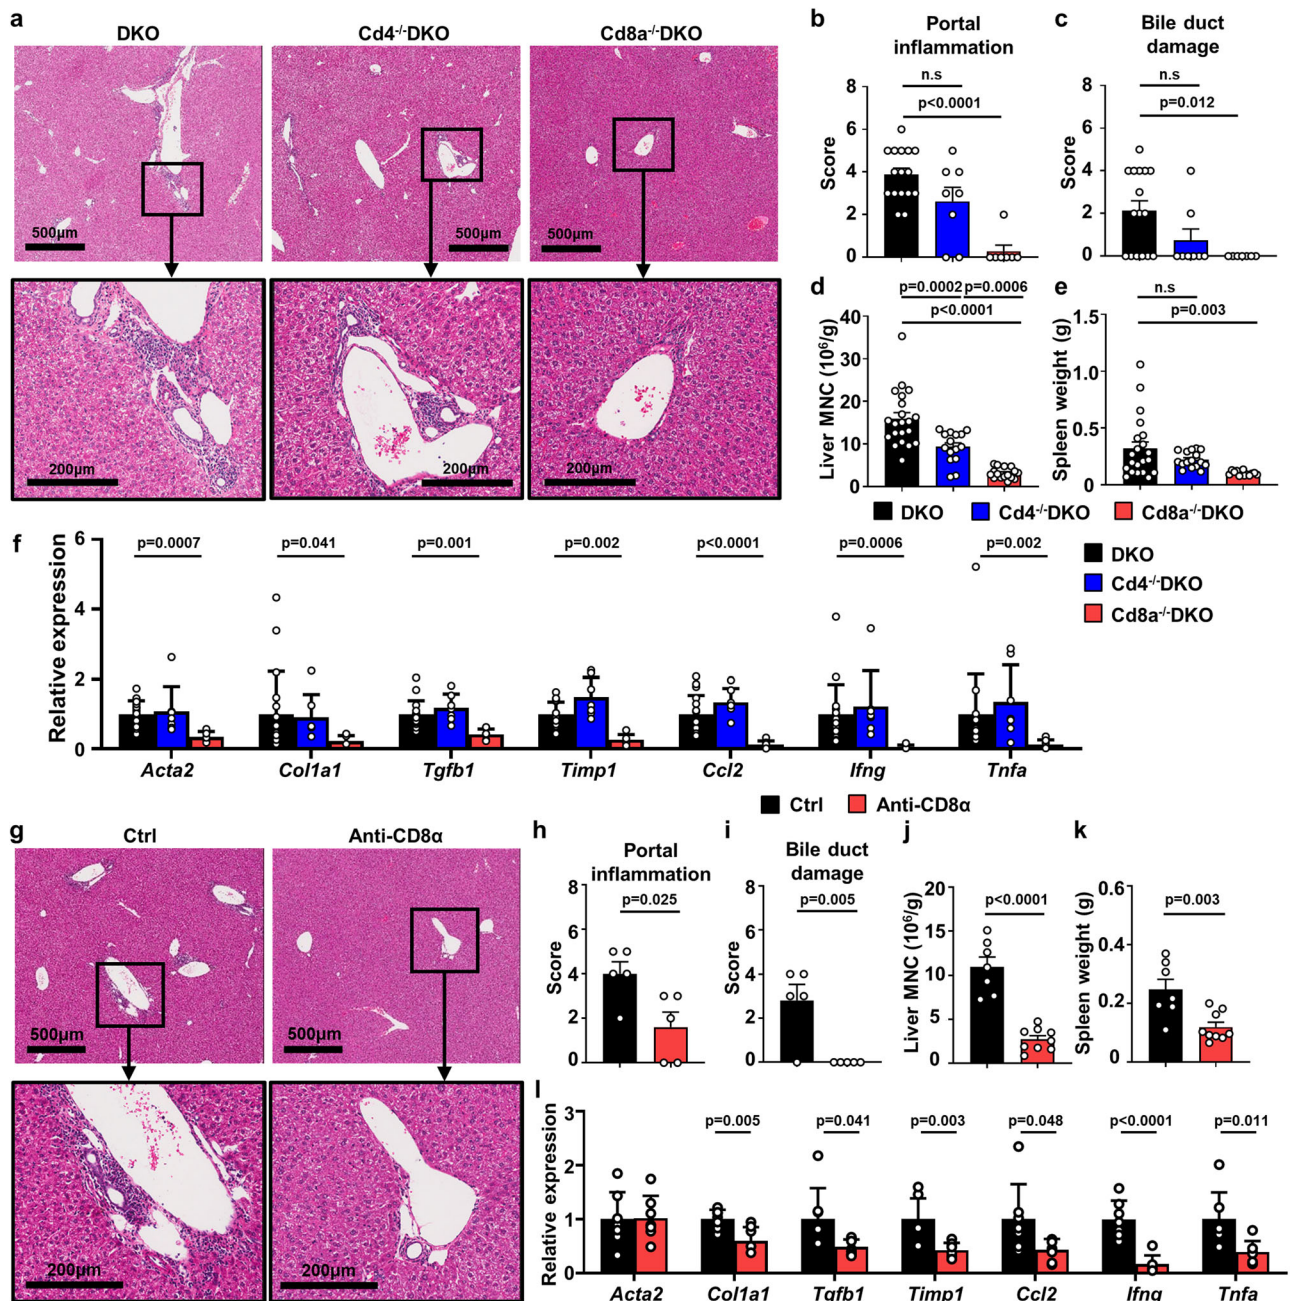 a
DKO
Cd4-/-DKO
Cd8a-/-DKO
500μm
500μm
500μm
200μm
200μm
200μm
b
Portal
inflammation
n.s
p<0.0001
Score
8
6
4
2
0
c
Bile duct
damage
n.s
p=0.012
Score
8
6
4
2
0
d
p=0.0002
p=0.0006
p<0.0001
Liver MNC (10⁶/g)
40
30
20
10
0
e
n.s
p=0.003
Spleen weight (g)
1.5
1.0
0.5
0.0
DKO
Cd4-/-DKO
Cd8a-/-DKO
f
Relative expression
6
4
2
0
p=0.0007
p=0.041
p=0.001
p=0.002
p<0.0001
p=0.0006
p=0.002
Acta2
Col1a1
Tgfb1
Timp1
Ccl2
Ifng
Tnfa
DKO
Cd4-/-DKO
Cd8a-/-DKO
Ctrl
Anti-CD8α
g
Ctrl
Anti-CD8α
500μm
500μm
200μm
200μm
h
Portal
inflammation
p=0.025
Score
8
6
4
2
0
i
Bile duct
damage
p=0.005
Score
8
6
4
2
0
j
p<0.0001
Liver MNC (10⁶/g)
20
15
10
5
0
k
p=0.003
Spleen weight (g)
0.6
0.4
0.2
0.0
l
Relative expression
3
2
1
0
p=0.005
p=0.041
p=0.003
p=0.048
p<0.0001
p=0.011
Acta2
Col1a1
Tgfb1
Timp1
Ccl2
Ifng
Tnfa